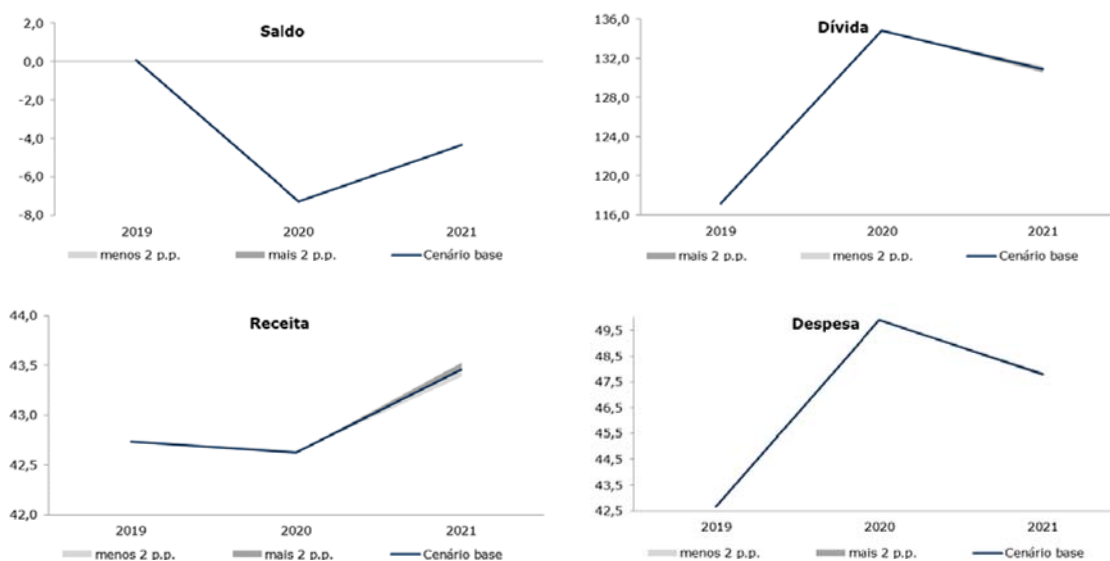 Saldo
2,0
0,0
-2,0
-4,0
-6,0
-8,0
2019 2020 2021
menos 2 p.p. mais 2 p.p. Cenário base
Dívida
136,0
132,0
128,0
124,0
120,0
116,0
2019 2020 2021
mais 2 p.p. menos 2 p.p. Cenário base
Receita
44,0
43,5
43,0
42,5
42,0
2019 2020 2021
menos 2 p.p. mais 2 p.p. Cenário base
Despesa
49,5
48,5
47,5
46,5
45,5
44,5
43,5
42,5
2019 2020 2021
menos 2 p.p. mais 2 p.p. Cenário base